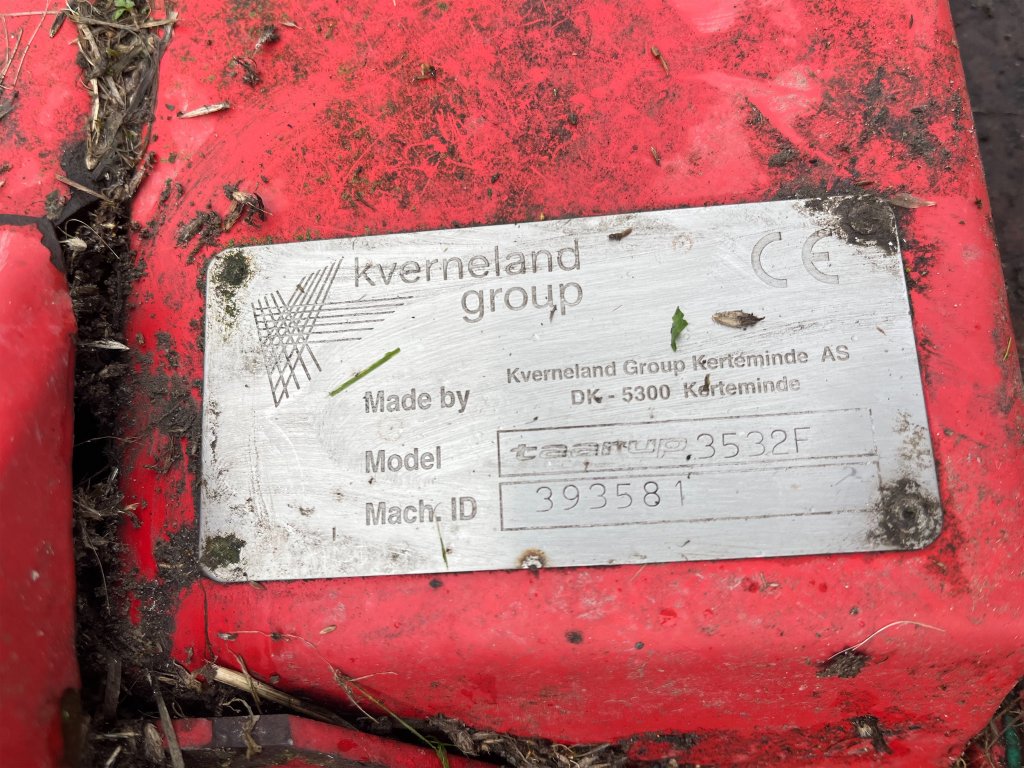 kverneland
group
CE
Made by
Kverneland Group Kerteminde AS
DK - 5300 Kerteminde
Model
taarup 3532F
Mach. ID
393581